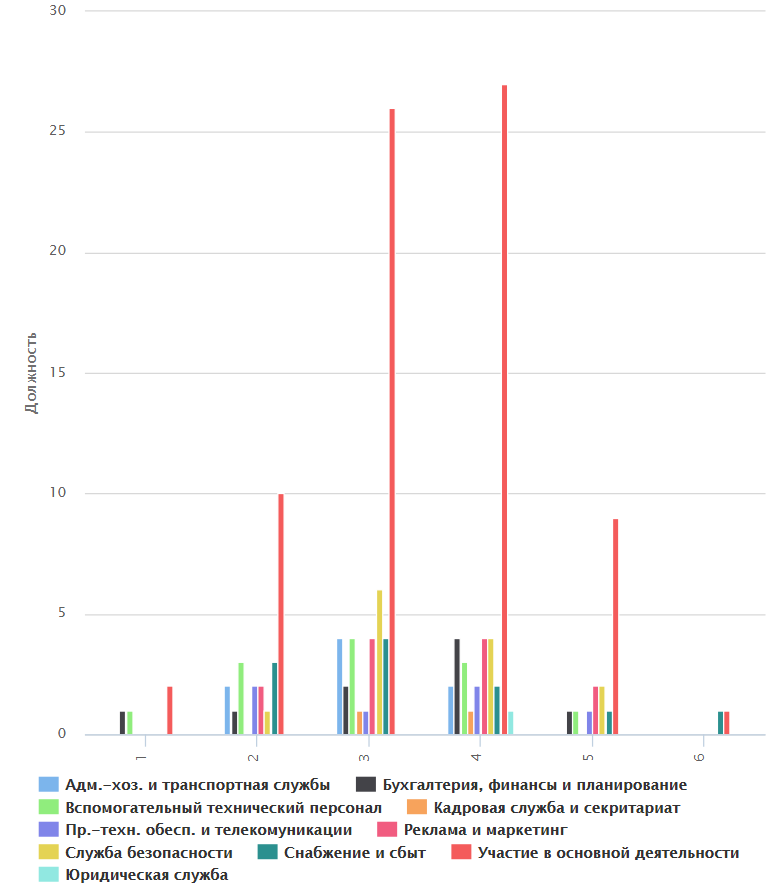 30
25
20
15
10
5
0
Должность
1 2 3 4 5 6
Адм.-хоз. и транспортная службы Бухгалтерия, финансы и планирование
Вспомогательный технический персонал Кадровая служба и секритариат
Пр.-техн. обесп. и телекомуникации Реклама и маркетинг
Служба безопасности Снабжение и сбыт Участие в основной деятельности
Юридическая служба